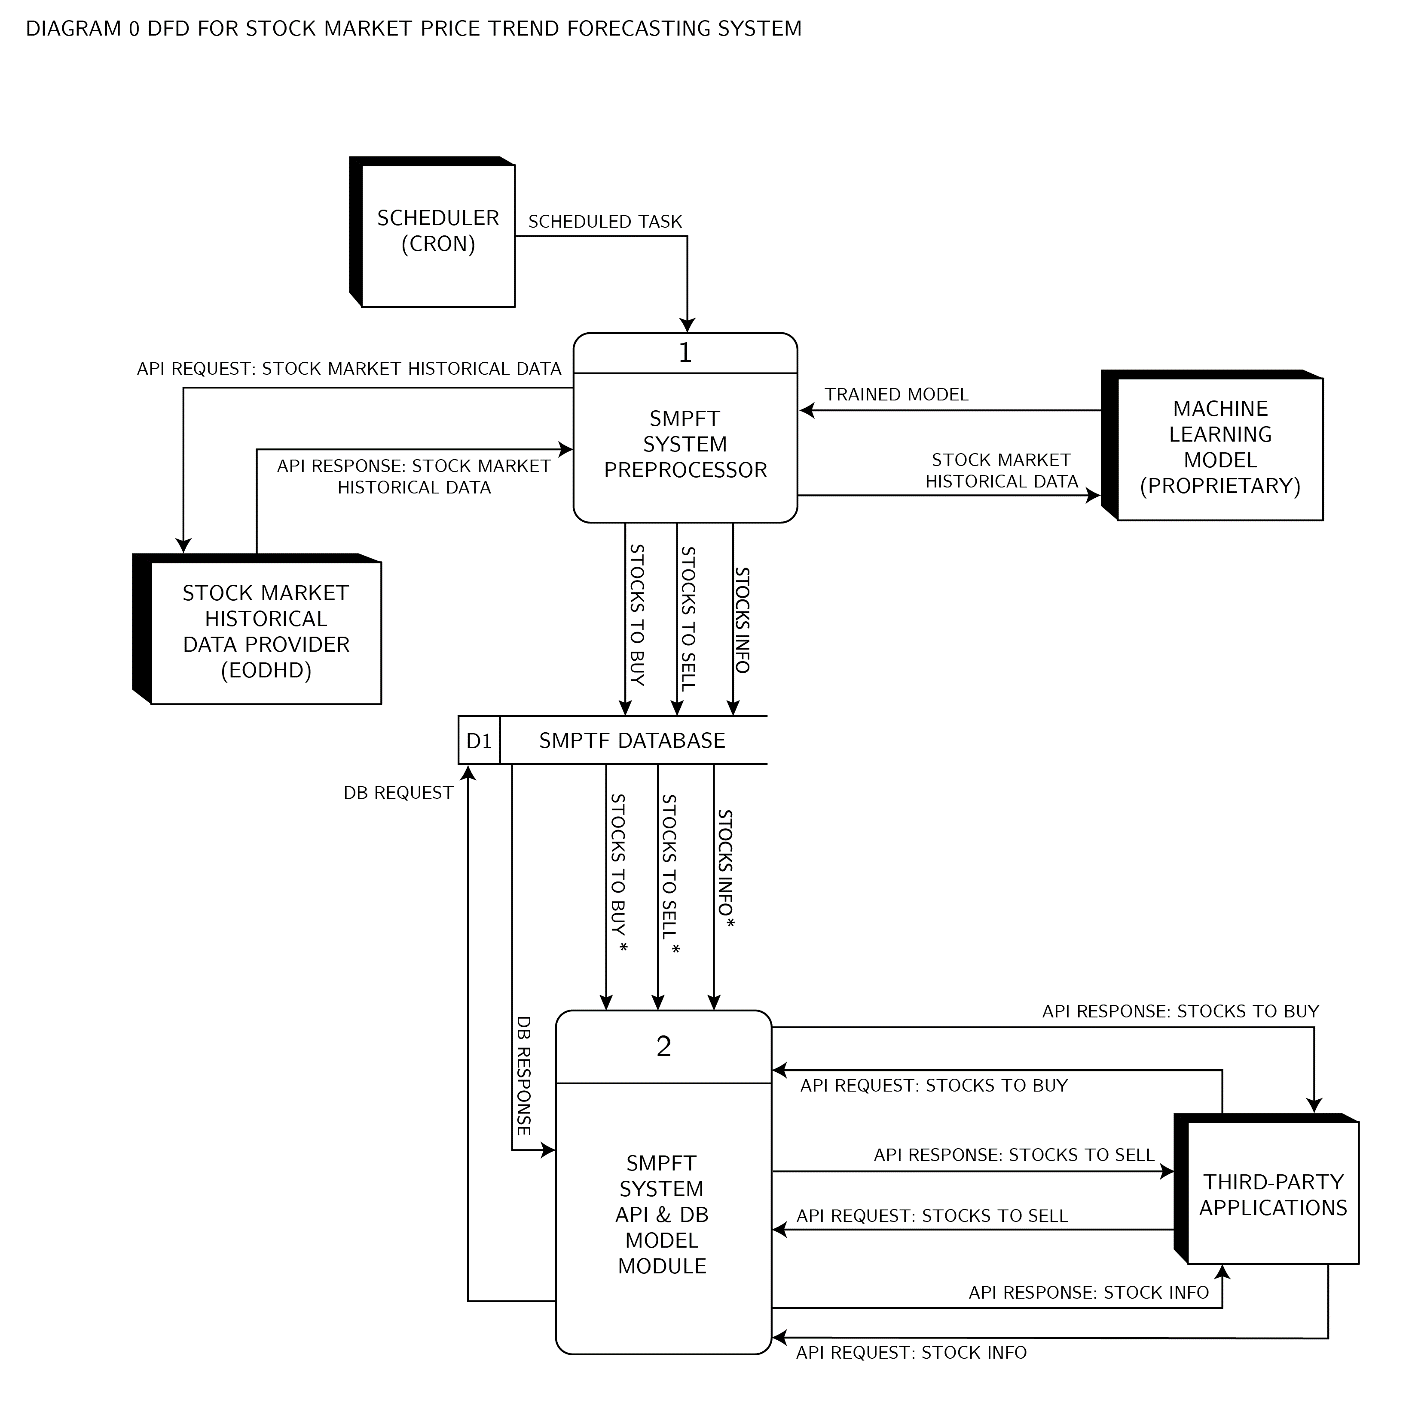 DIAGRAM 0 DFD FOR STOCK MARKET PRICE TREND FORECASTING SYSTEM
SCHEDULER
(CRON)
SCHEDULED TASK
1
SMPFT
SYSTEM
PREPROCESSOR
API REQUEST: STOCK MARKET HISTORICAL DATA
API RESPONSE: STOCK MARKET
HISTORICAL DATA
TRAINED MODEL
STOCK MARKET
HISTORICAL DATA
MACHINE
LEARNING
MODEL
(PROPRIETARY)
STOCK MARKET
HISTORICAL
DATA PROVIDER
(EODHD)
STOCKS TO BUY
STOCKS TO SELL
STOCKS INFO
D1
SMPTF DATABASE
DB REQUEST
STOCKS TO BUY *
STOCKS TO SELL *
STOCKS INFO*
DB RESPONSE
2
SMPFT
SYSTEM
API & DB
MODEL
MODULE
API RESPONSE: STOCKS TO BUY
API REQUEST: STOCKS TO BUY
API RESPONSE: STOCKS TO SELL
API REQUEST: STOCKS TO SELL
API RESPONSE: STOCK INFO
API REQUEST: STOCK INFO
THIRD-PARTY
APPLICATIONS